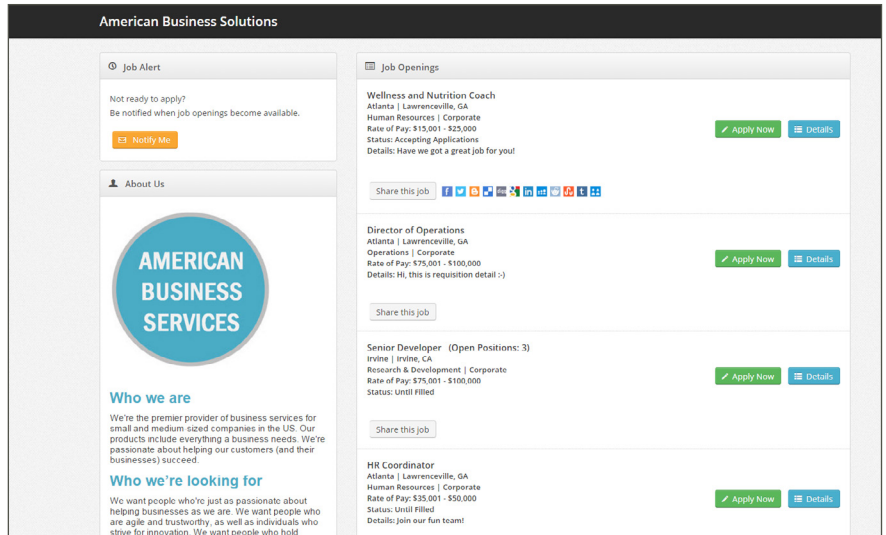 American Business Solutions
Job Alert
Not ready to apply?
Be notified when job openings become available.
Notify Me
About Us
AMERICAN
BUSINESS
SERVICES
Who we are
We're the premier provider of business services for
small and medium-sized companies in the US. Our
products include everything a business needs. We're
passionate about helping our customers (and their
businesses) succeed.
Who we're looking for
We want people who're just as passionate about
helping businesses as we are. We want people who
are agile and trustworthy, as well as individuals who
strive for innovation. We want people who hold
Job Openings
Wellness and Nutrition Coach
Atlanta | Lawrenceville, GA
Human Resources | Corporate
Rate of Pay: $15,001 - $25,000
Status: Accepting Applications
Details: Have we got a great job for you!
Apply Now
Details
Share this job
Director of Operations
Atlanta | Lawrenceville, GA
Operations | Corporate
Rate of Pay: $75,001 - $100,000
Details: Hi, this is requisition detail :-)
Apply Now
Details
Share this job
Senior Developer (Open Positions: 3)
Irvine | Irvine, CA
Research & Development | Corporate
Rate of Pay: $75,001 - $100,000
Status: Until Filled
Apply Now
Details
Share this job
HR Coordinator
Atlanta | Lawrenceville, GA
Human Resources | Corporate
Rate of Pay: $35,001 - $50,000
Status: Until Filled
Details: Join our fun team!
Apply Now
Details